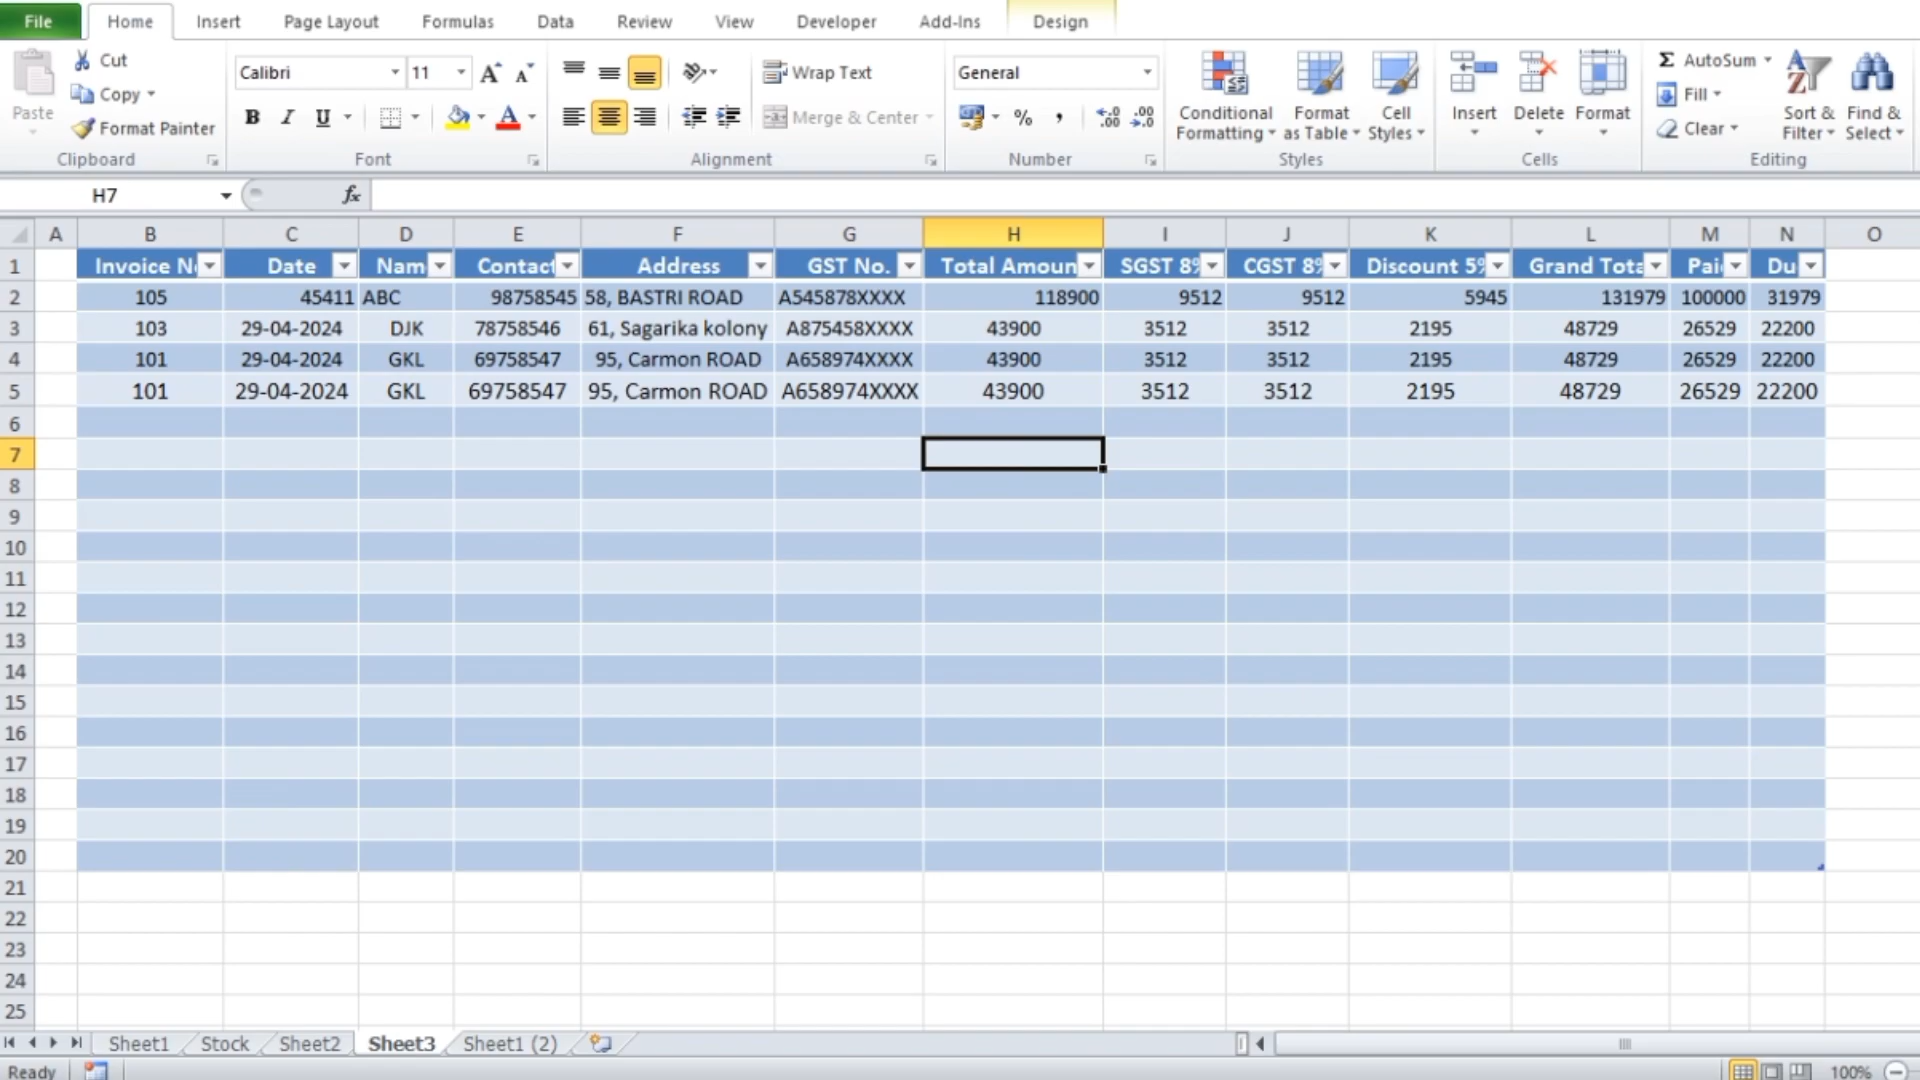 File Home Insert Page Layout Formulas Data Review View Developer Add-Ins Design
Paste
Cut
Copy
Format Painter
Clipboard
Calibri 11 A A
B I U A
Font
Wrap Text
Merge & Center
Alignment
General
% , .00 .00
Number
Conditional Formatting
Format as Table
Cell Styles
Styles
Insert Delete Format
Cells
Σ AutoSum
Fill
Clear
Sort & Filter
Find & Select
Editing
H7 fx
A B C D E F G H I J K L M N O
1 Invoice N Date Nam Contact Address GST No. Total Amoun SGST 8% CGST 8% Discount 5% Grand Tota Pai Du
2 105 45411 ABC 98758545 58, BASTRI ROAD A545878XXXX 118900 9512 9512 5945 131979 100000 31979
3 103 29-04-2024 DJK 78758546 61, Sagarika kolony A875458XXXX 43900 3512 3512 2195 48729 26529 22200
4 101 29-04-2024 GKL 69758547 95, Carmon ROAD A658974XXXX 43900 3512 3512 2195 48729 26529 22200
5 101 29-04-2024 GKL 69758547 95, Carmon ROAD A658974XXXX 43900 3512 3512 2195 48729 26529 22200
6
7
8
9
10
11
12
13
14
15
16
17
18
19
20
21
22
23
24
25
Sheet1 Stock Sheet2 Sheet3 Sheet1 (2)
Ready 100%